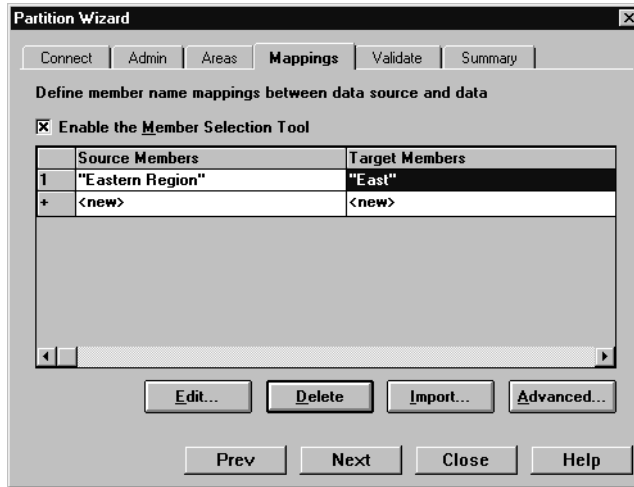 Partition Wizard
Connect Admin Areas Mappings Validate Summary
Define member name mappings between data source and data
Enable the Member Selection Tool
Source Members Target Members
1 "Eastern Region" "East"
+ <new> <new>
Edit... Delete Import... Advanced...
Prev Next Close Help